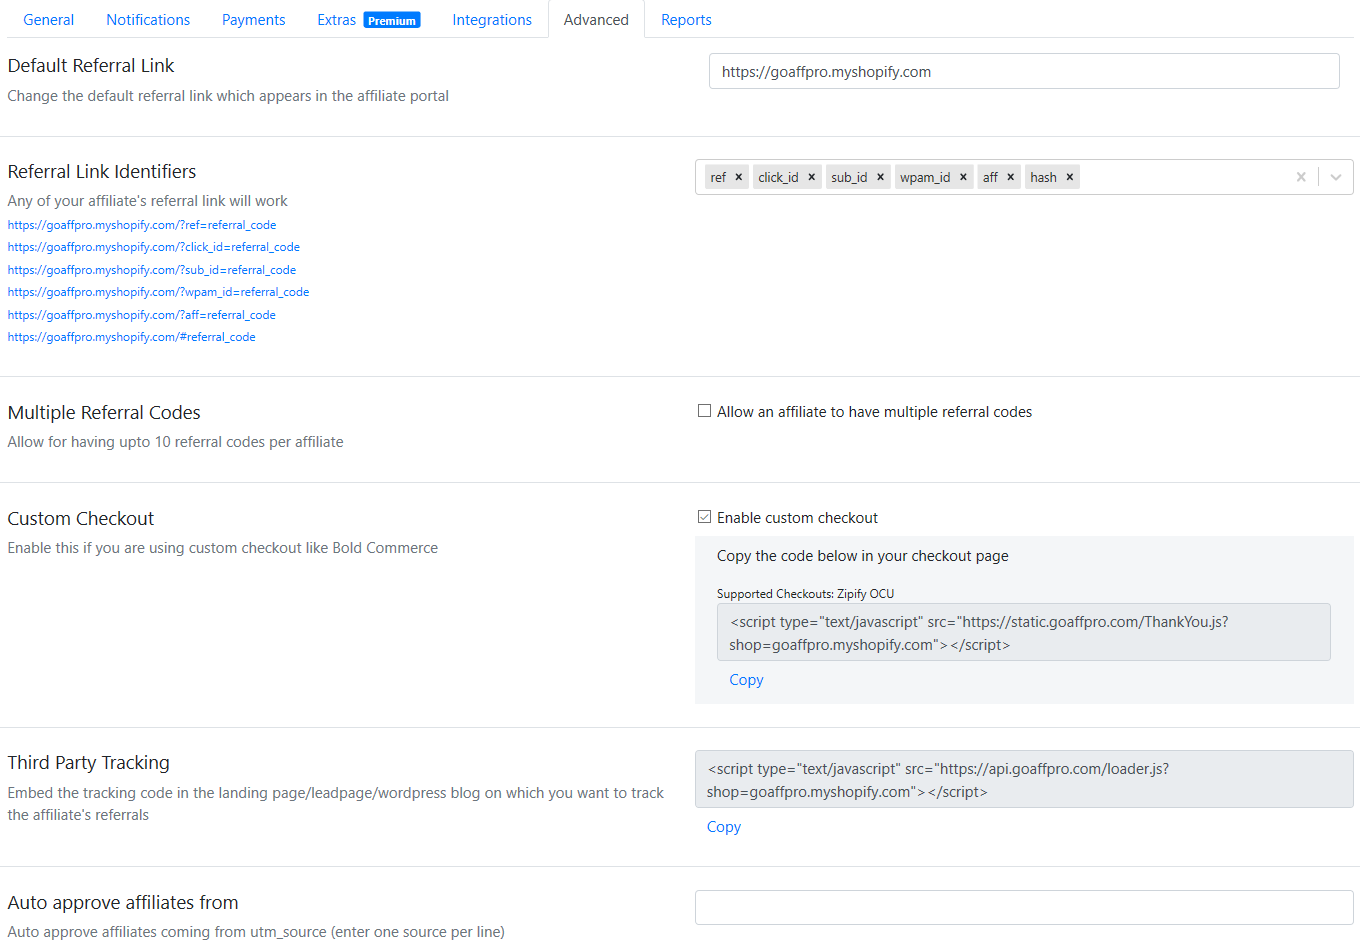 General Notifications Payments Extras Premium Integrations Advanced Reports
Default Referral Link
https://goaffpro.myshopify.com
Change the default referral link which appears in the affiliate portal
Referral Link Identifiers
ref × click_id × sub_id × wpam_id × aff × hash ×
Any of your affiliate's referral link will work
https://goaffpro.myshopify.com/?ref=referral_code
https://goaffpro.myshopify.com/?click_id=referral_code
https://goaffpro.myshopify.com/?sub_id=referral_code
https://goaffpro.myshopify.com/?wpam_id=referral_code
https://goaffpro.myshopify.com/?aff=referral_code
https://goaffpro.myshopify.com/#referral_code
Multiple Referral Codes
Allow for having upto 10 referral codes per affiliate
Allow an affiliate to have multiple referral codes
Custom Checkout
Enable this if you are using custom checkout like Bold Commerce
Enable custom checkout
Copy the code below in your checkout page
Supported Checkouts: Zipify OCU
<script type="text/javascript" src="https://static.goaffpro.com/ThankYou.js?
shop=goaffpro.myshopify.com"></script>
Copy
Third Party Tracking
Embed the tracking code in the landing page/leadpage/wordpress blog on which you want to track
the affiliate's referrals
<script type="text/javascript" src="https://api.goaffpro.com/loader.js?
shop=goaffpro.myshopify.com"></script>
Copy
Auto approve affiliates from
Auto approve affiliates coming from utm_source (enter one source per line)